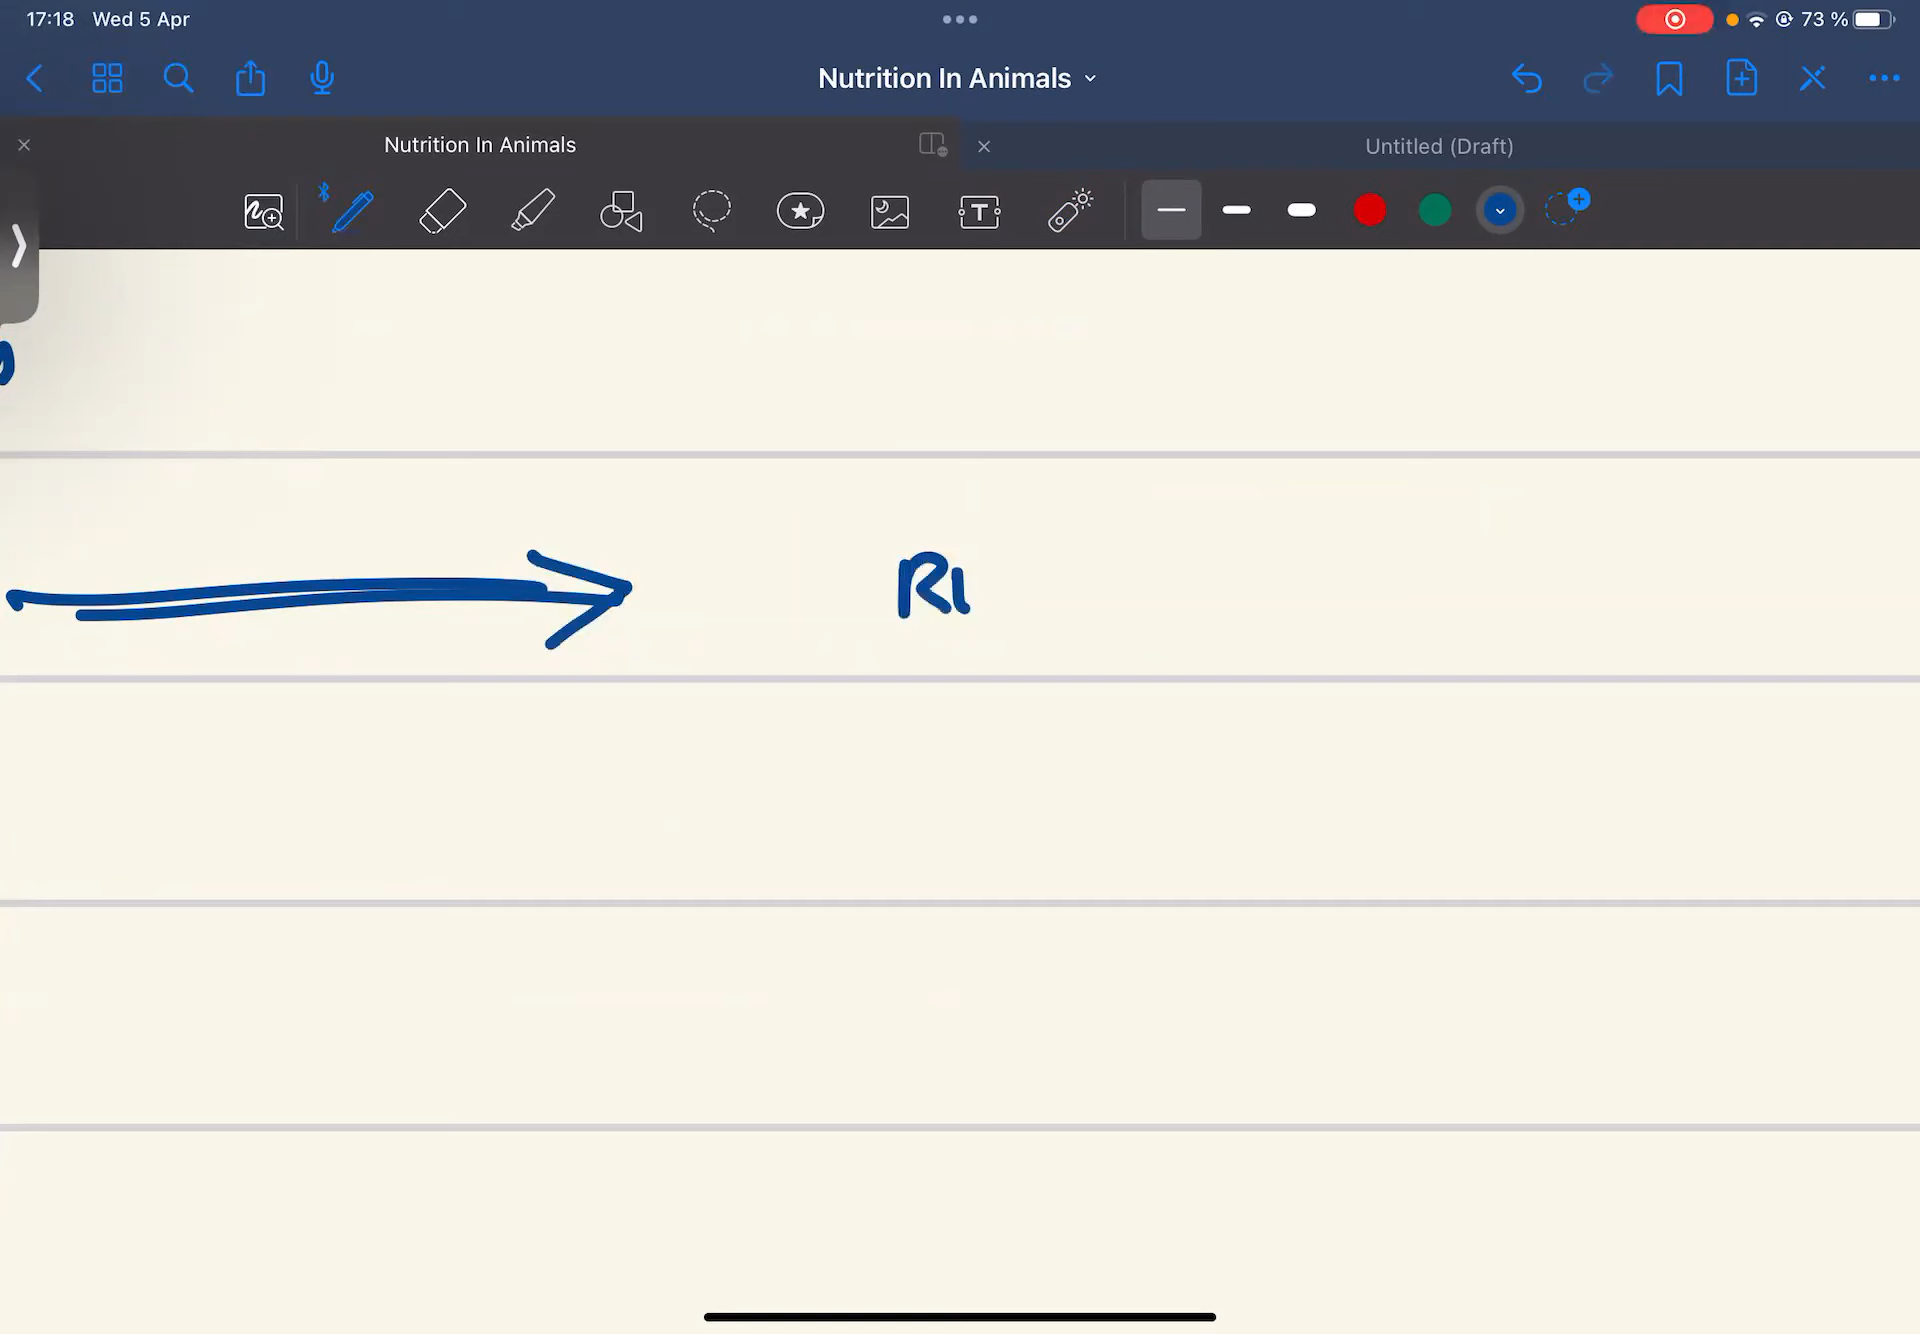 17:18 Wed 5 Apr
73 %
Nutrition In Animals
Nutrition In Animals
Untitled (Draft)
T
RI